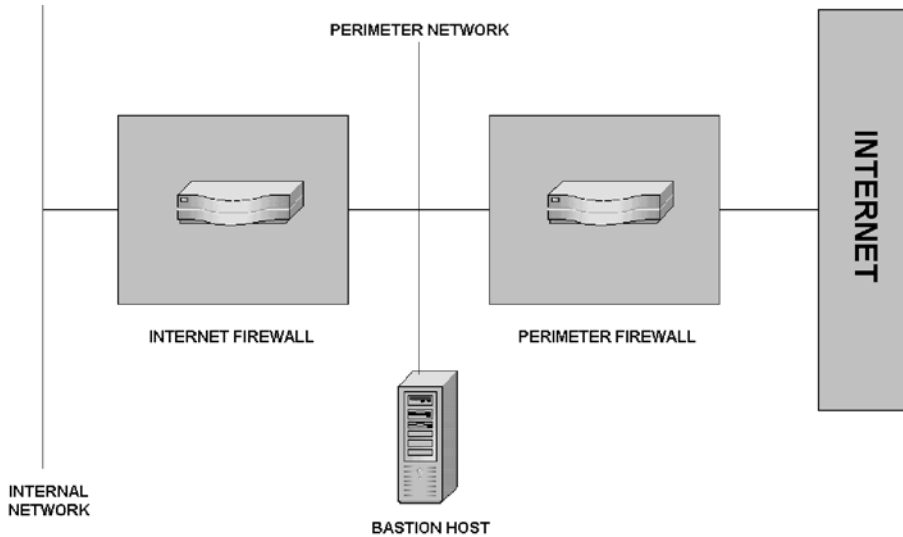 PERIMETER NETWORK
INTERNET
INTERNET FIREWALL
PERIMETER FIREWALL
INTERNAL
NETWORK
BASTION HOST